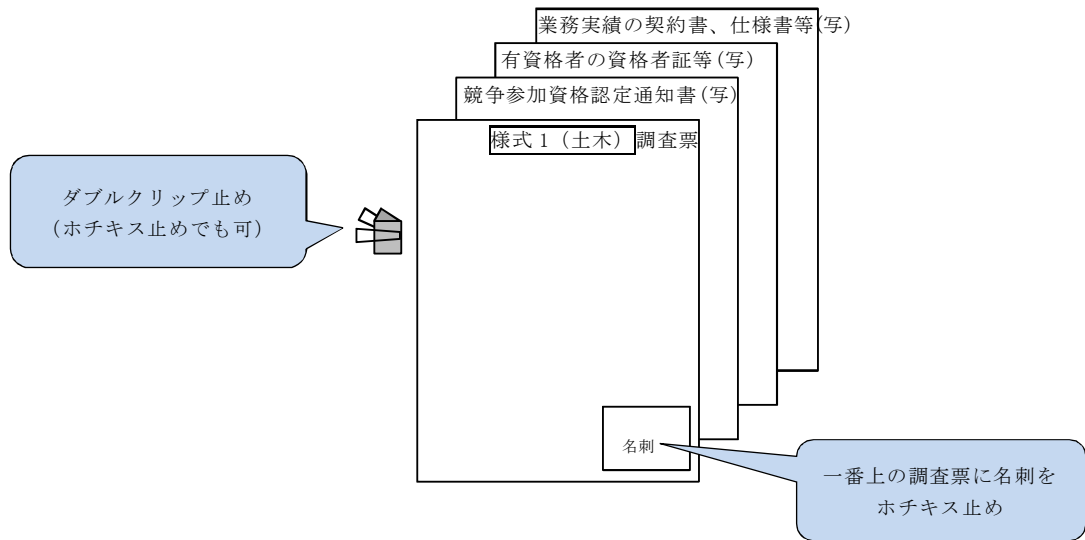 業務実績の契約書、仕様書等(写)
有資格者の資格者証等(写)
競争参加資格認定通知書(写)
様式1（土木）調査票
ダブルクリップ止め
（ホチキス止めでも可）
名刺
一番上の調査票に名刺を
ホチキス止め